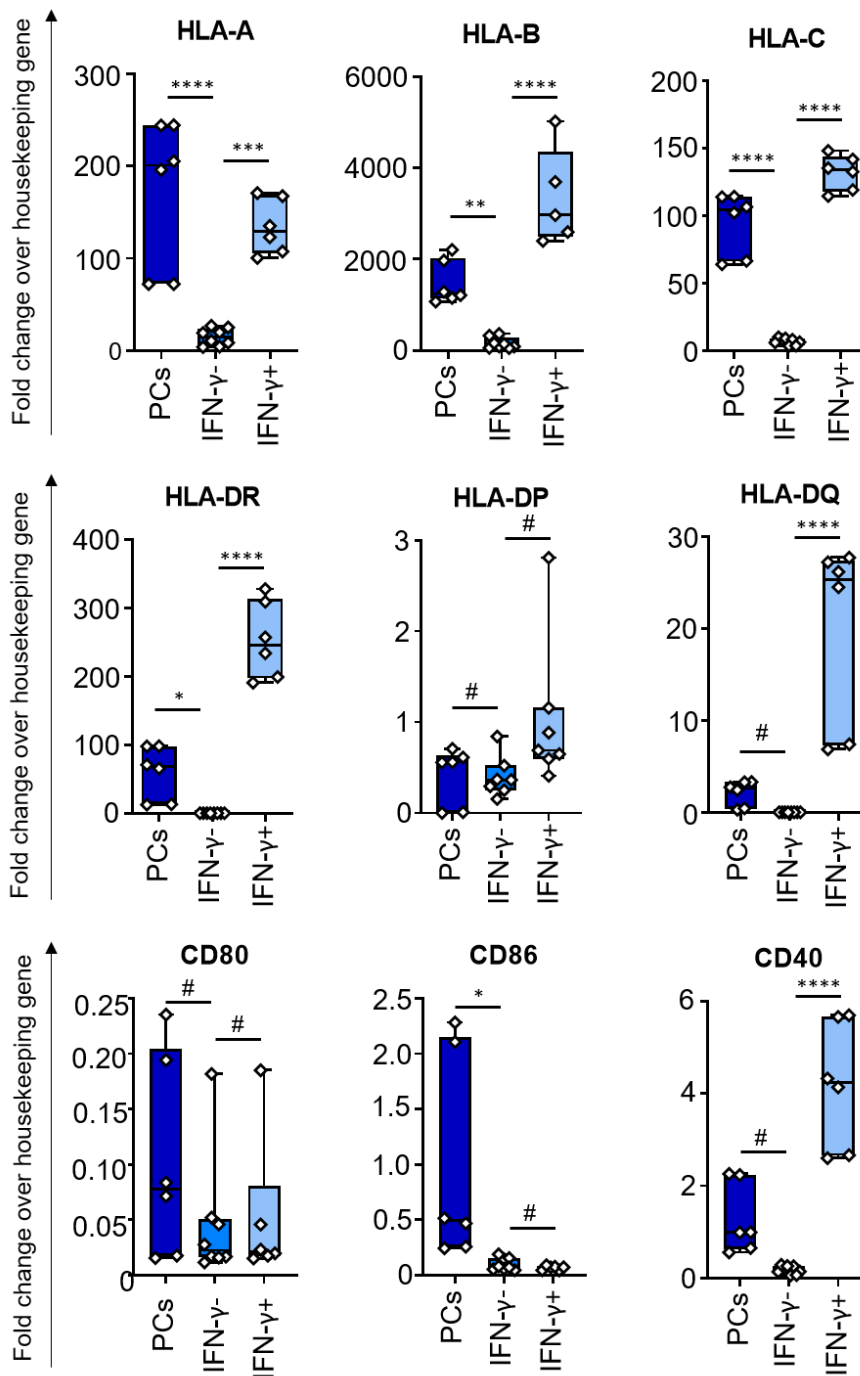 Fold change over housekeeping gene
HLA-A
300
200
100
0
****
***
PCs
IFN-γ-
IFN-γ+
HLA-B
6000
4000
2000
0
**
****
PCs
IFN-γ-
IFN-γ+
HLA-C
200
150
100
50
0
****
****
PCs
IFN-γ-
IFN-γ+
Fold change over housekeeping gene
HLA-DR
400
300
200
100
0
*
****
PCs
IFN-γ-
IFN-γ+
HLA-DP
3
2
1
0
#
#
PCs
IFN-γ-
IFN-γ+
HLA-DQ
30
20
10
0
#
****
PCs
IFN-γ-
IFN-γ+
Fold change over housekeeping gene
CD80
0.25
0.20
0.15
0.10
0.05
0
#
#
PCs
IFN-γ-
IFN-γ+
CD86
2.5
2.0
1.5
1.0
0.5
0
*
#
PCs
IFN-γ-
IFN-γ+
CD40
6
4
2
0
#
****
PCs
IFN-γ-
IFN-γ+